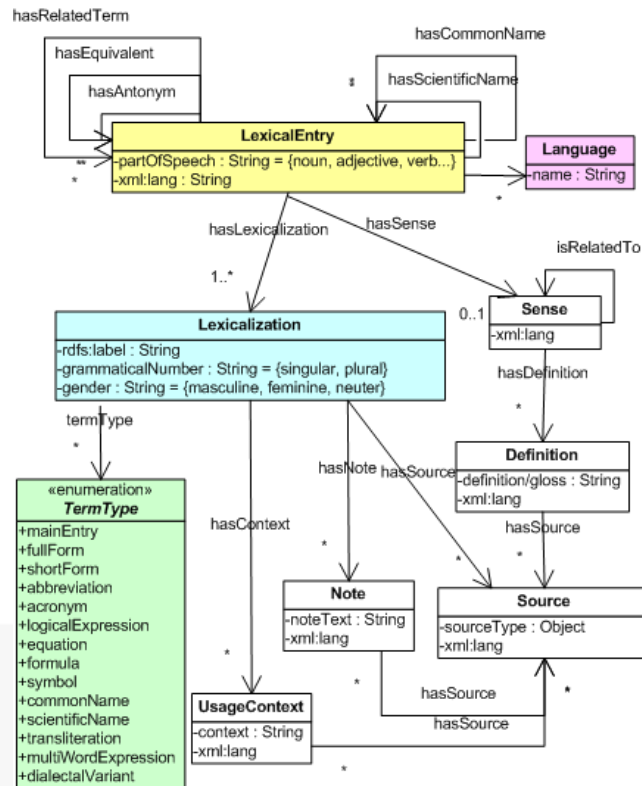 hasRelatedTerm
hasEquivalent
hasAntonym
hasCommonName
hasScientificName
*
LexicalEntry
-partOfSpeech : String = {noun, adjective, verb...}
-xml:lang : String
**
*
Language
-name : String
*
hasLexicalization
hasSense
isRelatedTo
1..*
0..1
Lexicalization
-rdfs:label : String
-grammaticalNumber : String = {singular, plural}
-gender : String = {masculine, feminine, neuter}
Sense
-xml:lang
hasDefinition
*
termType
*
Definition
-definition/gloss : String
-xml:lang
hasNote
hasSource
hasContext
hasSource
*
*
*
*
«enumeration»
TermType
+mainEntry
+fullForm
+shortForm
+abbreviation
+acronym
+logicalExpression
+equation
+formula
+symbol
+commonName
+scientificName
+transliteration
+multiWordExpression
+dialectalVariant
Note
-noteText : String
-xml:lang
Source
-sourceType : Object
-xml:lang
*
*
hasSource
hasSource
UsageContext
-context : String
-xml:lang
*